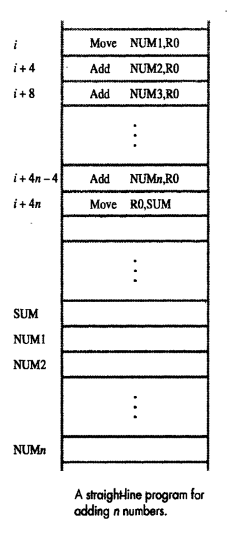 i Move NUM1,R0
i + 4 Add NUM2,R0
i + 8 Add NUM3,R0
i + 4n − 4 Add NUMn,R0
i + 4n Move R0,SUM
SUM
NUM1
NUM2
NUMn
A straight-line program for
adding n numbers.